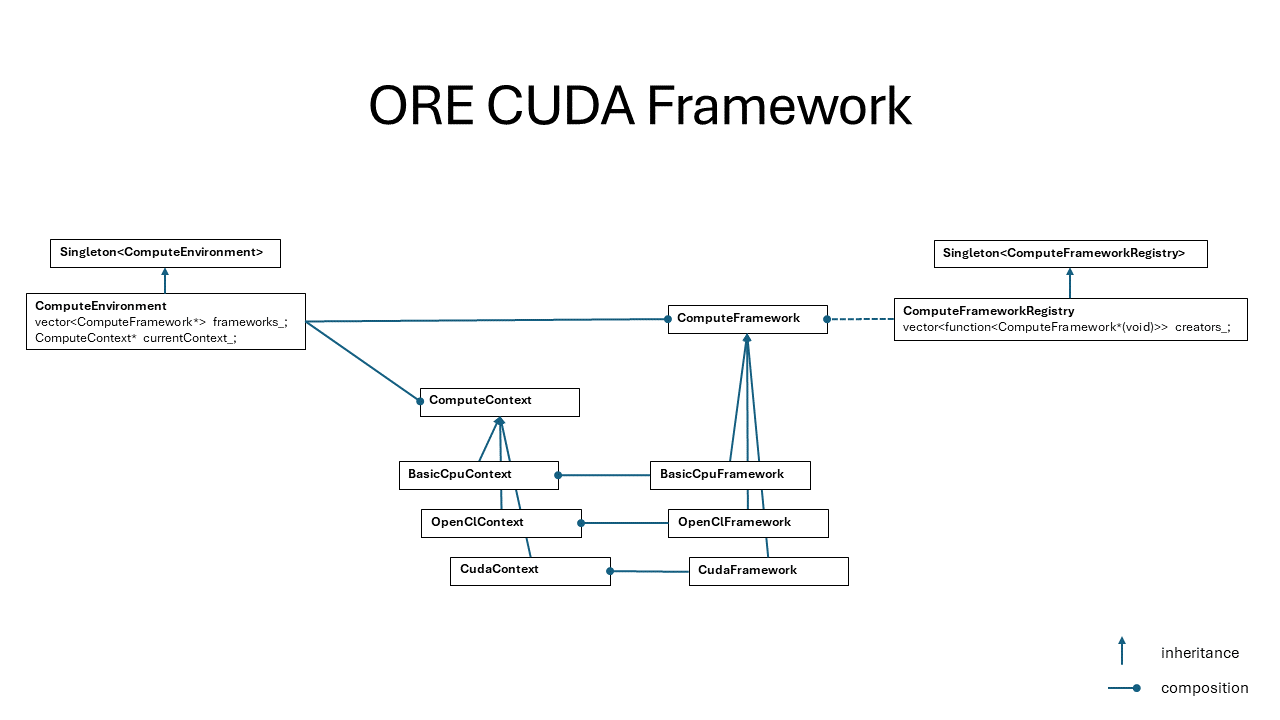 ORE CUDA Framework
Singleton<ComputeEnvironment>
Singleton<ComputeFrameworkRegistry>
ComputeEnvironment
vector<ComputeFramework*> frameworks_;
ComputeContext* currentContext_;
ComputeFramework
ComputeFrameworkRegistry
vector<function<ComputeFramework*(void)>> creators_;
ComputeContext
BasicCpuContext
BasicCpuFramework
OpenClContext
OpenClFramework
CudaContext
CudaFramework
inheritance
composition